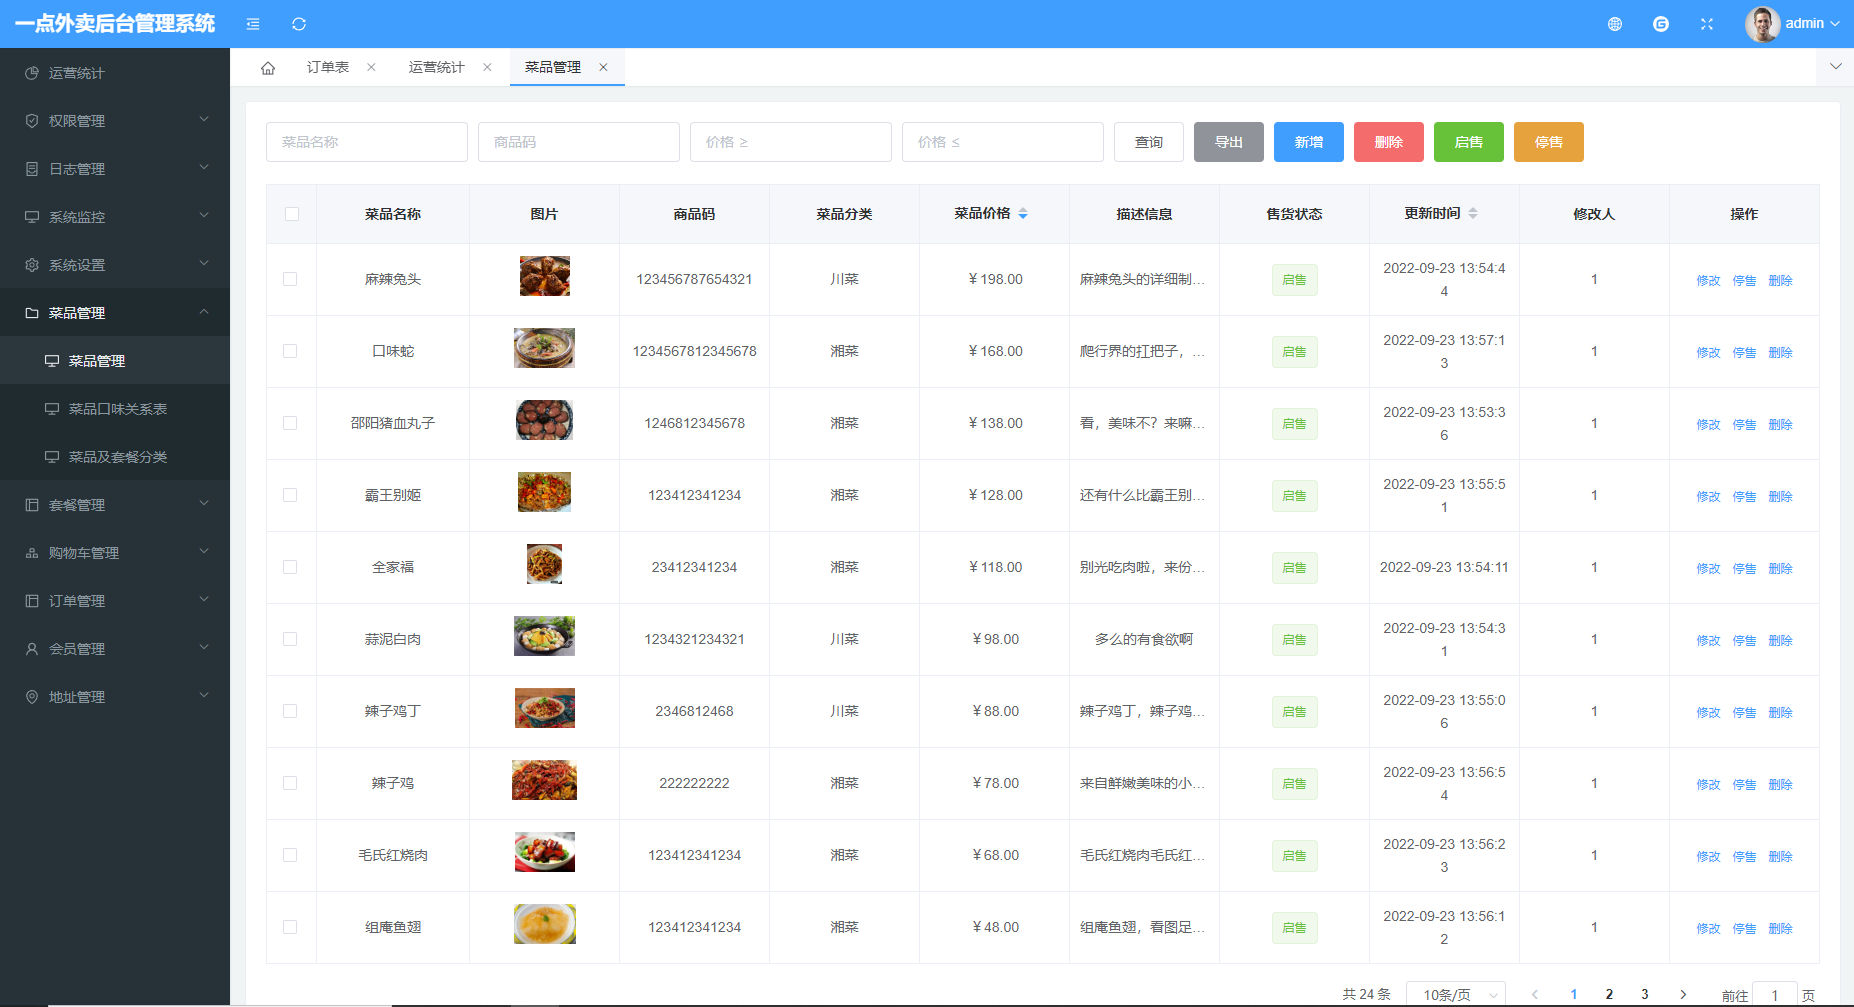 一点外卖后台管理系统
admin
运营统计
权限管理
日志管理
系统监控
系统设置
菜品管理
菜品管理
菜品口味关系表
菜品及套餐分类
套餐管理
购物车管理
订单管理
会员管理
地址管理
订单表 运营统计 菜品管理
菜品名称 商品码 价格 ≥ 价格 ≤ 查询 导出 新增 删除 启售 停售
菜品名称 图片 商品码 菜品分类 菜品价格 描述信息 售货状态 更新时间 修改人 操作
麻辣兔头 123456787654321 川菜 ¥ 198.00 麻辣兔头的详细制... 启售 2022-09-23 13:54:4
4 1 修改 停售 删除
口味蛇 1234567812345678 湘菜 ¥ 168.00 爬行界的扛把子，... 启售 2022-09-23 13:57:1
3 1 修改 停售 删除
邵阳猪血丸子 1246812345678 湘菜 ¥ 138.00 看，美味不？来嘛... 启售 2022-09-23 13:53:3
6 1 修改 停售 删除
霸王别姬 123412341234 湘菜 ¥ 128.00 还有什么比霸王别... 启售 2022-09-23 13:55:5
1 1 修改 停售 删除
全家福 23412341234 湘菜 ¥ 118.00 别光吃肉啦，来份... 启售 2022-09-23 13:54:11 1 修改 停售 删除
蒜泥白肉 1234321234321 川菜 ¥ 98.00 多么的有食欲啊 启售 2022-09-23 13:54:3
1 1 修改 停售 删除
辣子鸡丁 2346812468 川菜 ¥ 88.00 辣子鸡丁，辣子鸡... 启售 2022-09-23 13:55:0
6 1 修改 停售 删除
辣子鸡 222222222 湘菜 ¥ 78.00 来自鲜嫩美味的小... 启售 2022-09-23 13:56:5
4 1 修改 停售 删除
毛氏红烧肉 123412341234 湘菜 ¥ 68.00 毛氏红烧肉毛氏红... 启售 2022-09-23 13:56:2
3 1 修改 停售 删除
组庵鱼翅 123412341234 湘菜 ¥ 48.00 组庵鱼翅，看图足... 启售 2022-09-23 13:56:1
2 1 修改 停售 删除
共 24 条 10条/页 1 2 3 前往 1 页